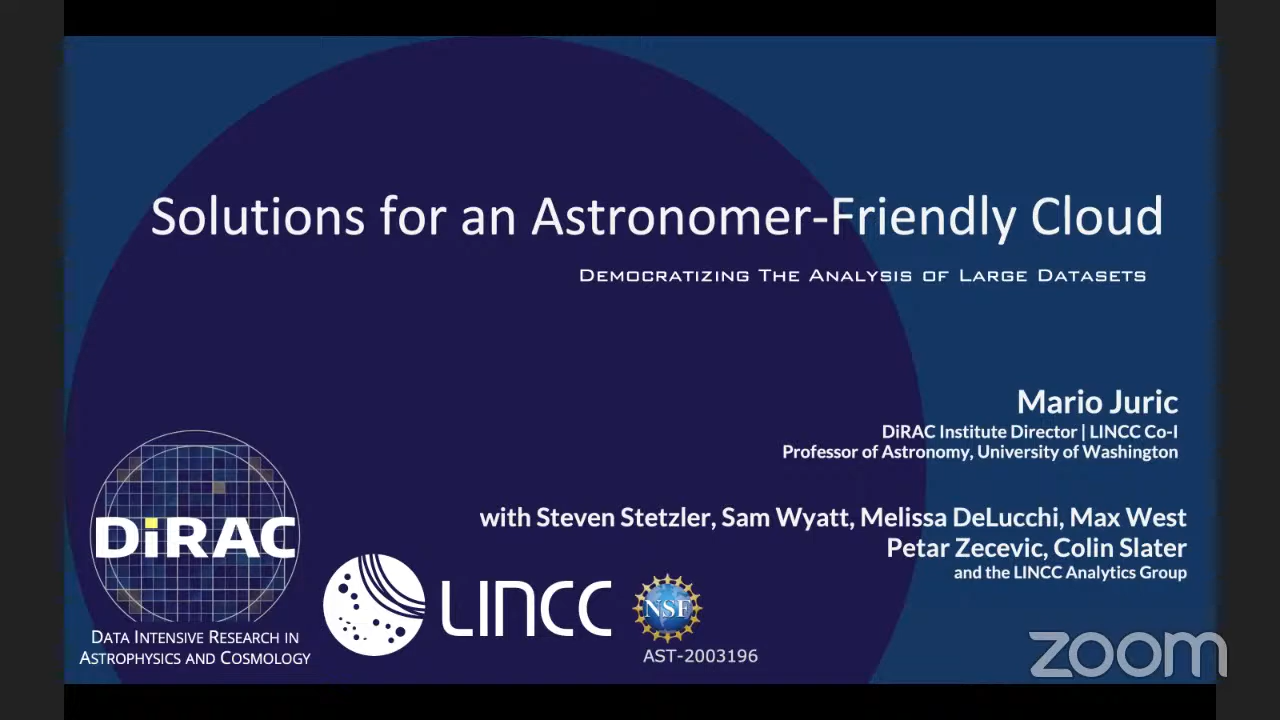 Solutions for an Astronomer-Friendly Cloud
Democratizing The Analysis of Large Datasets
Mario Juric
DiRAC Institute Director | LINCC Co-I
Professor of Astronomy, University of Washington
with Steven Stetzler, Sam Wyatt, Melissa DeLucchi, Max West
Petar Zecevic, Colin Slater
and the LINCC Analytics Group
DiRAC
Data Intensive Research in
Astrophysics and Cosmology
LINCC
NSF
AST-2003196
zoom